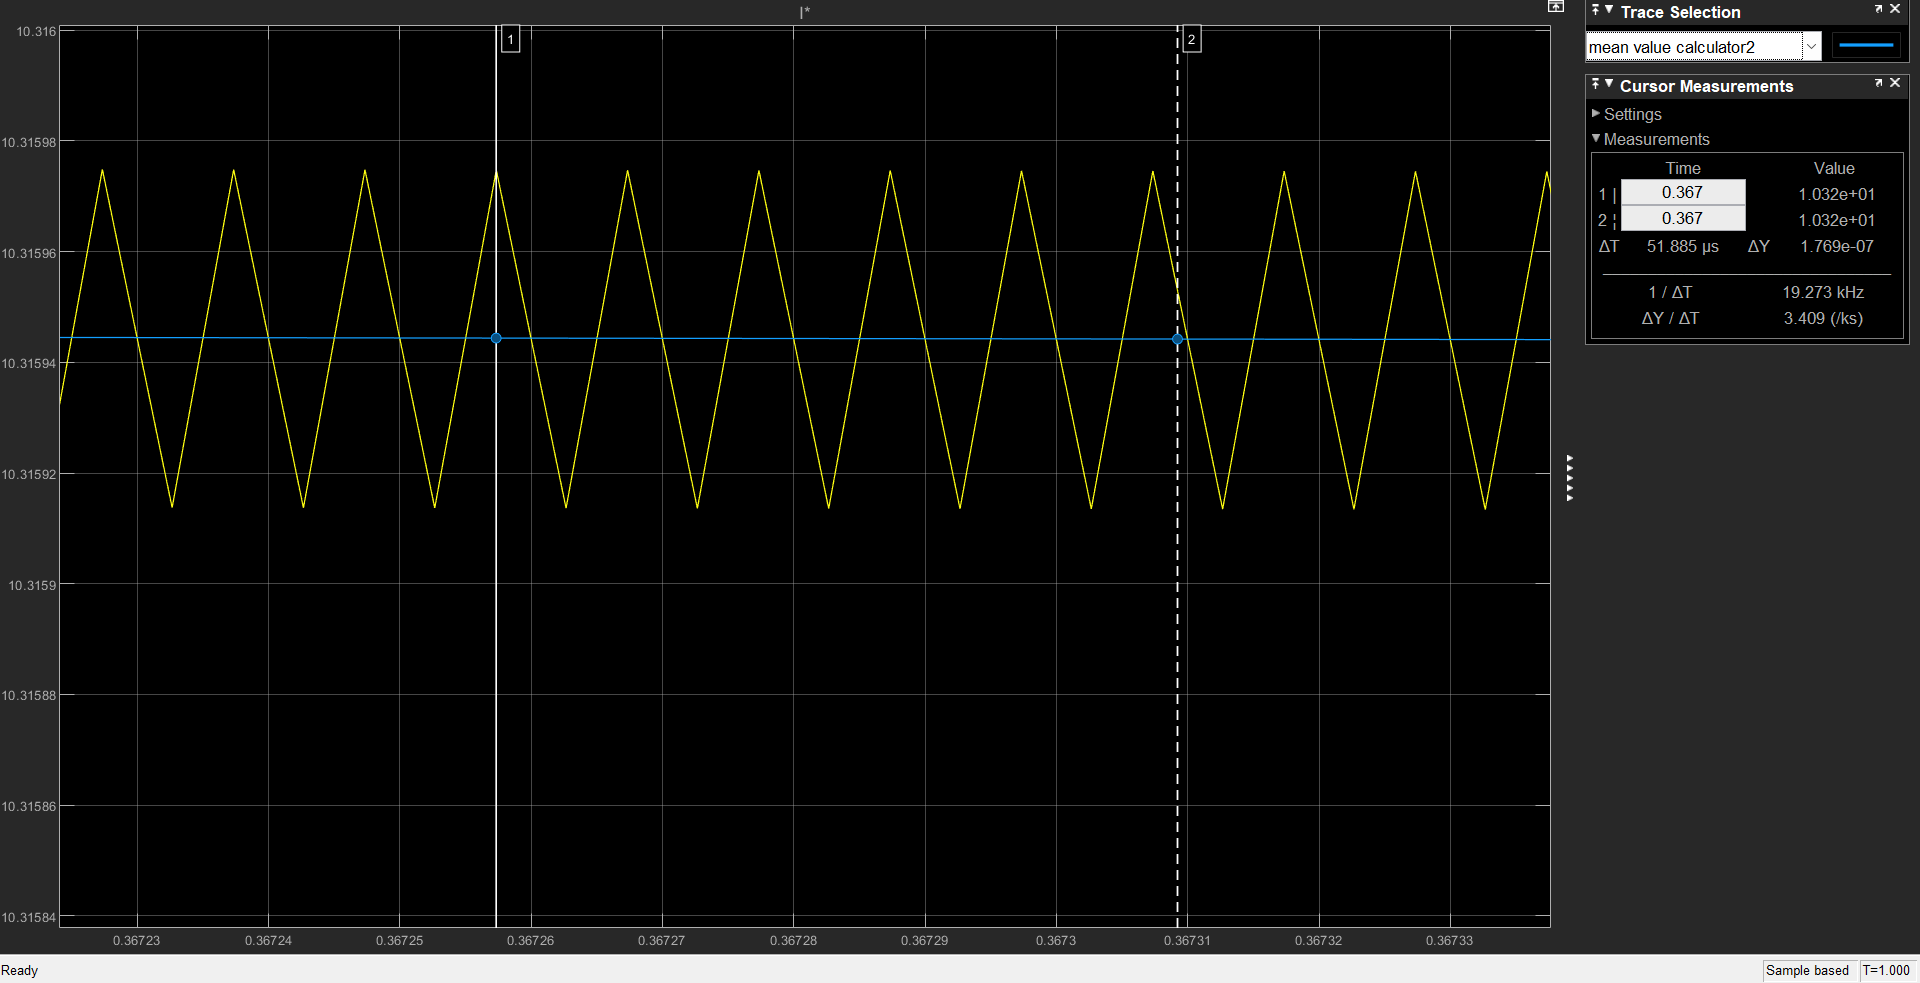 I*
10.316
10.31598
10.31596
10.31594
10.31592
10.3159
10.31588
10.31586
10.31584
1
2
0.36723
0.36724
0.36725
0.36726
0.36727
0.36728
0.36729
0.3673
0.36731
0.36732
0.36733
Trace Selection
mean value calculator2
Cursor Measurements
Settings
Measurements
Time Value
1 | 0.367 1.032e+01
2 ¦ 0.367 1.032e+01
ΔT 51.885 µs ΔY 1.769e-07
1 / ΔT 19.273 kHz
ΔY / ΔT 3.409 (/ks)
Ready
Sample based T=1.000